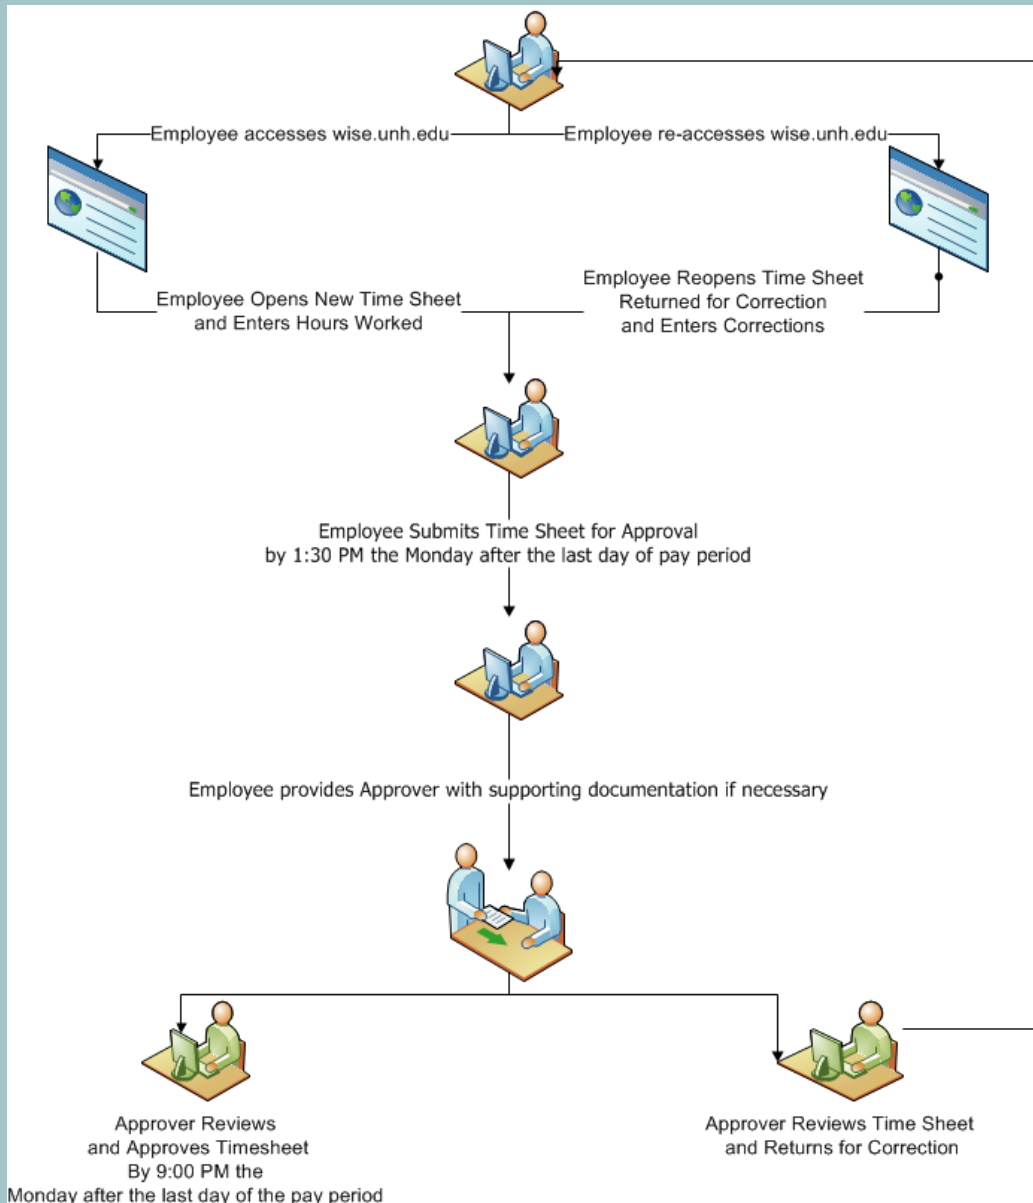 Employee accesses wise.unh.edu
Employee re-accesses wise.unh.edu
Employee Opens New Time Sheet
and Enters Hours Worked
Employee Reopens Time Sheet
Returned for Correction
and Enters Corrections
Employee Submits Time Sheet for Approval
by 1:30 PM the Monday after the last day of pay period
Employee provides Approver with supporting documentation if necessary
Approver Reviews
and Approves Timesheet
By 9:00 PM the
Monday after the last day of the pay period
Approver Reviews Time Sheet
and Returns for Correction